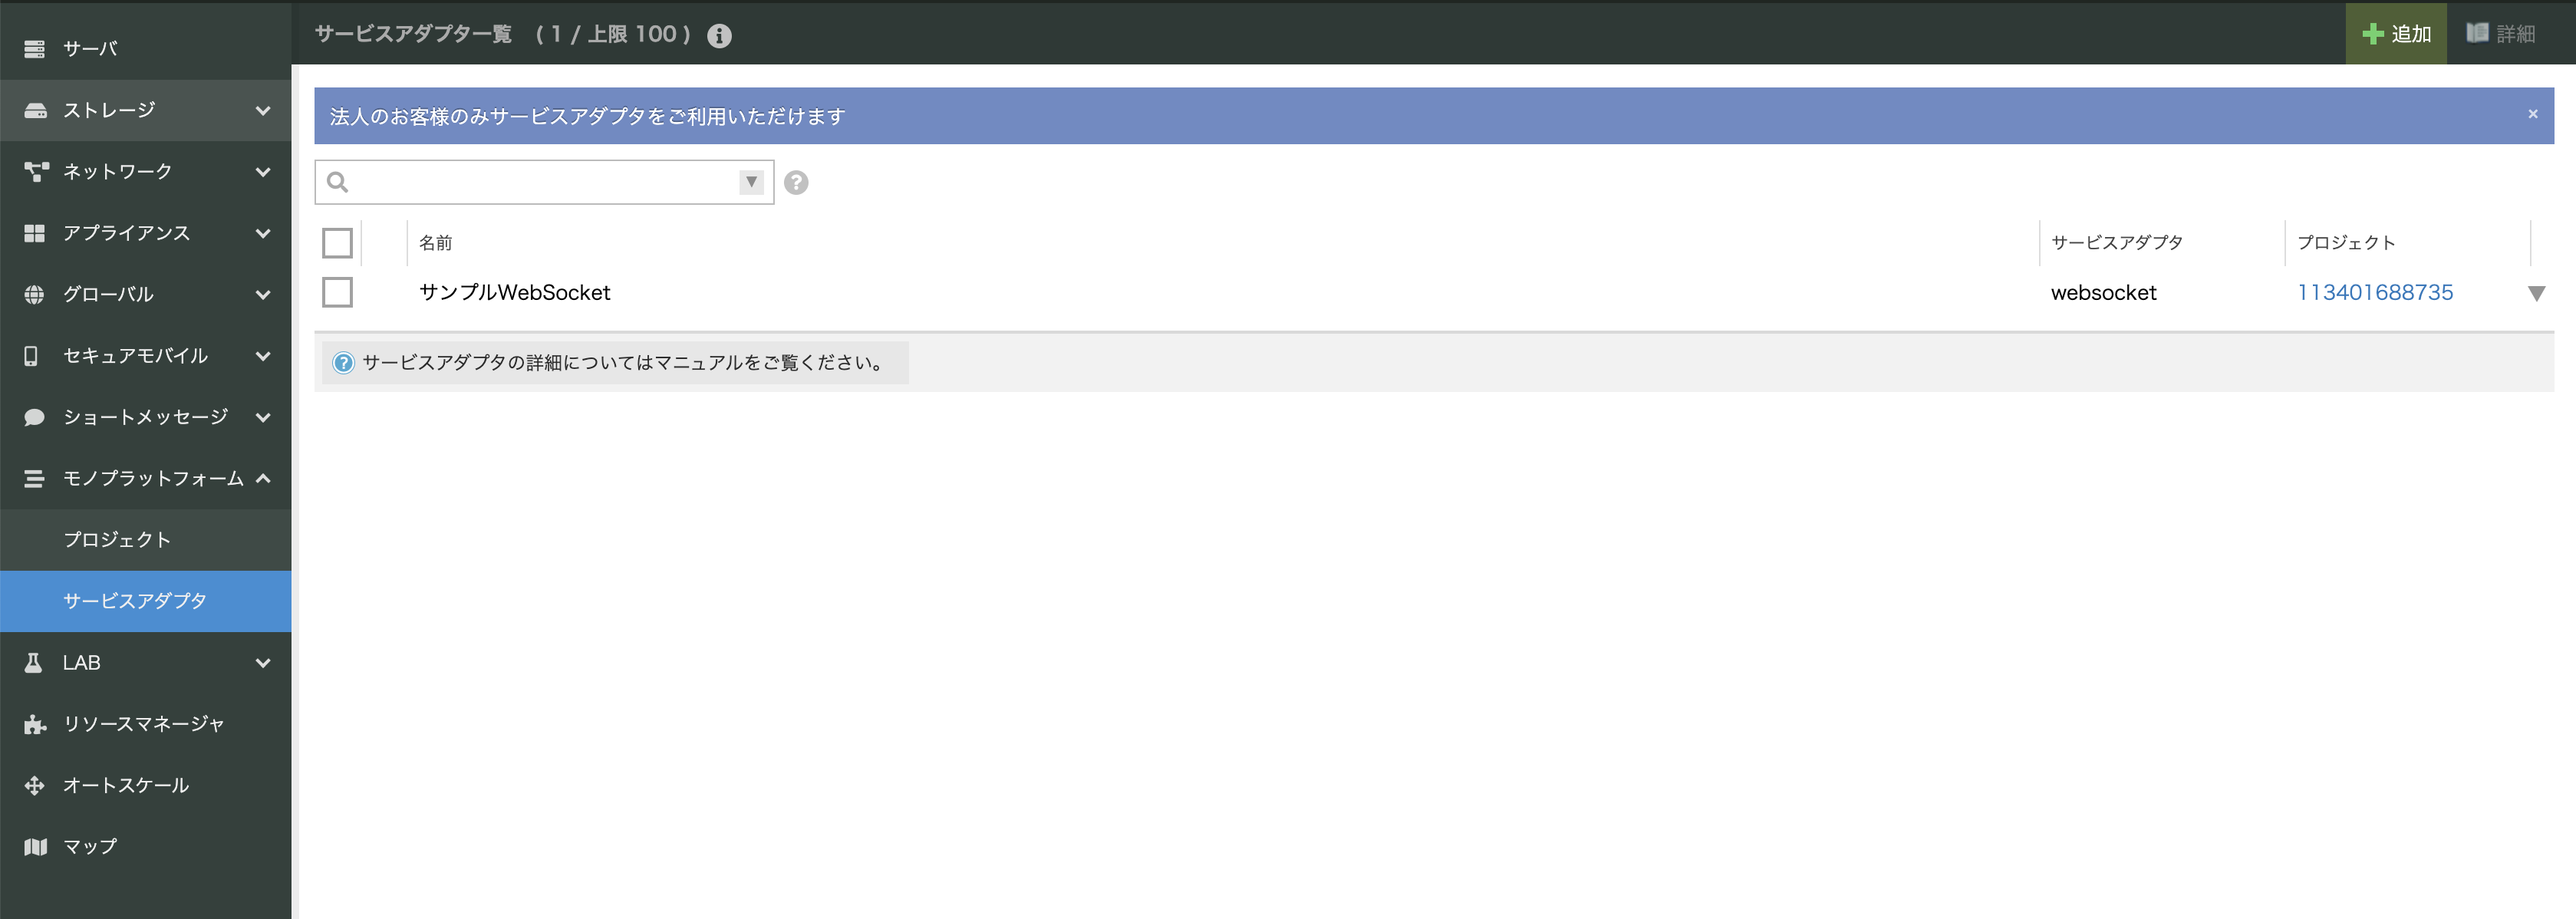 サーバ
ストレージ
ネットワーク
アプライアンス
グローバル
セキュアモバイル
ショートメッセージ
モノプラットフォーム
プロジェクト
サービスアダプタ
LAB
リソースマネージャ
オートスケール
マップ
サービスアダプタ一覧 ( 1 / 上限 100 )
追加 詳細
法人のお客様のみサービスアダプタをご利用いただけます ×
名前 サービスアダプタ プロジェクト
サンプルWebSocket websocket 113401688735
サービスアダプタの詳細についてはマニュアルをご覧ください。